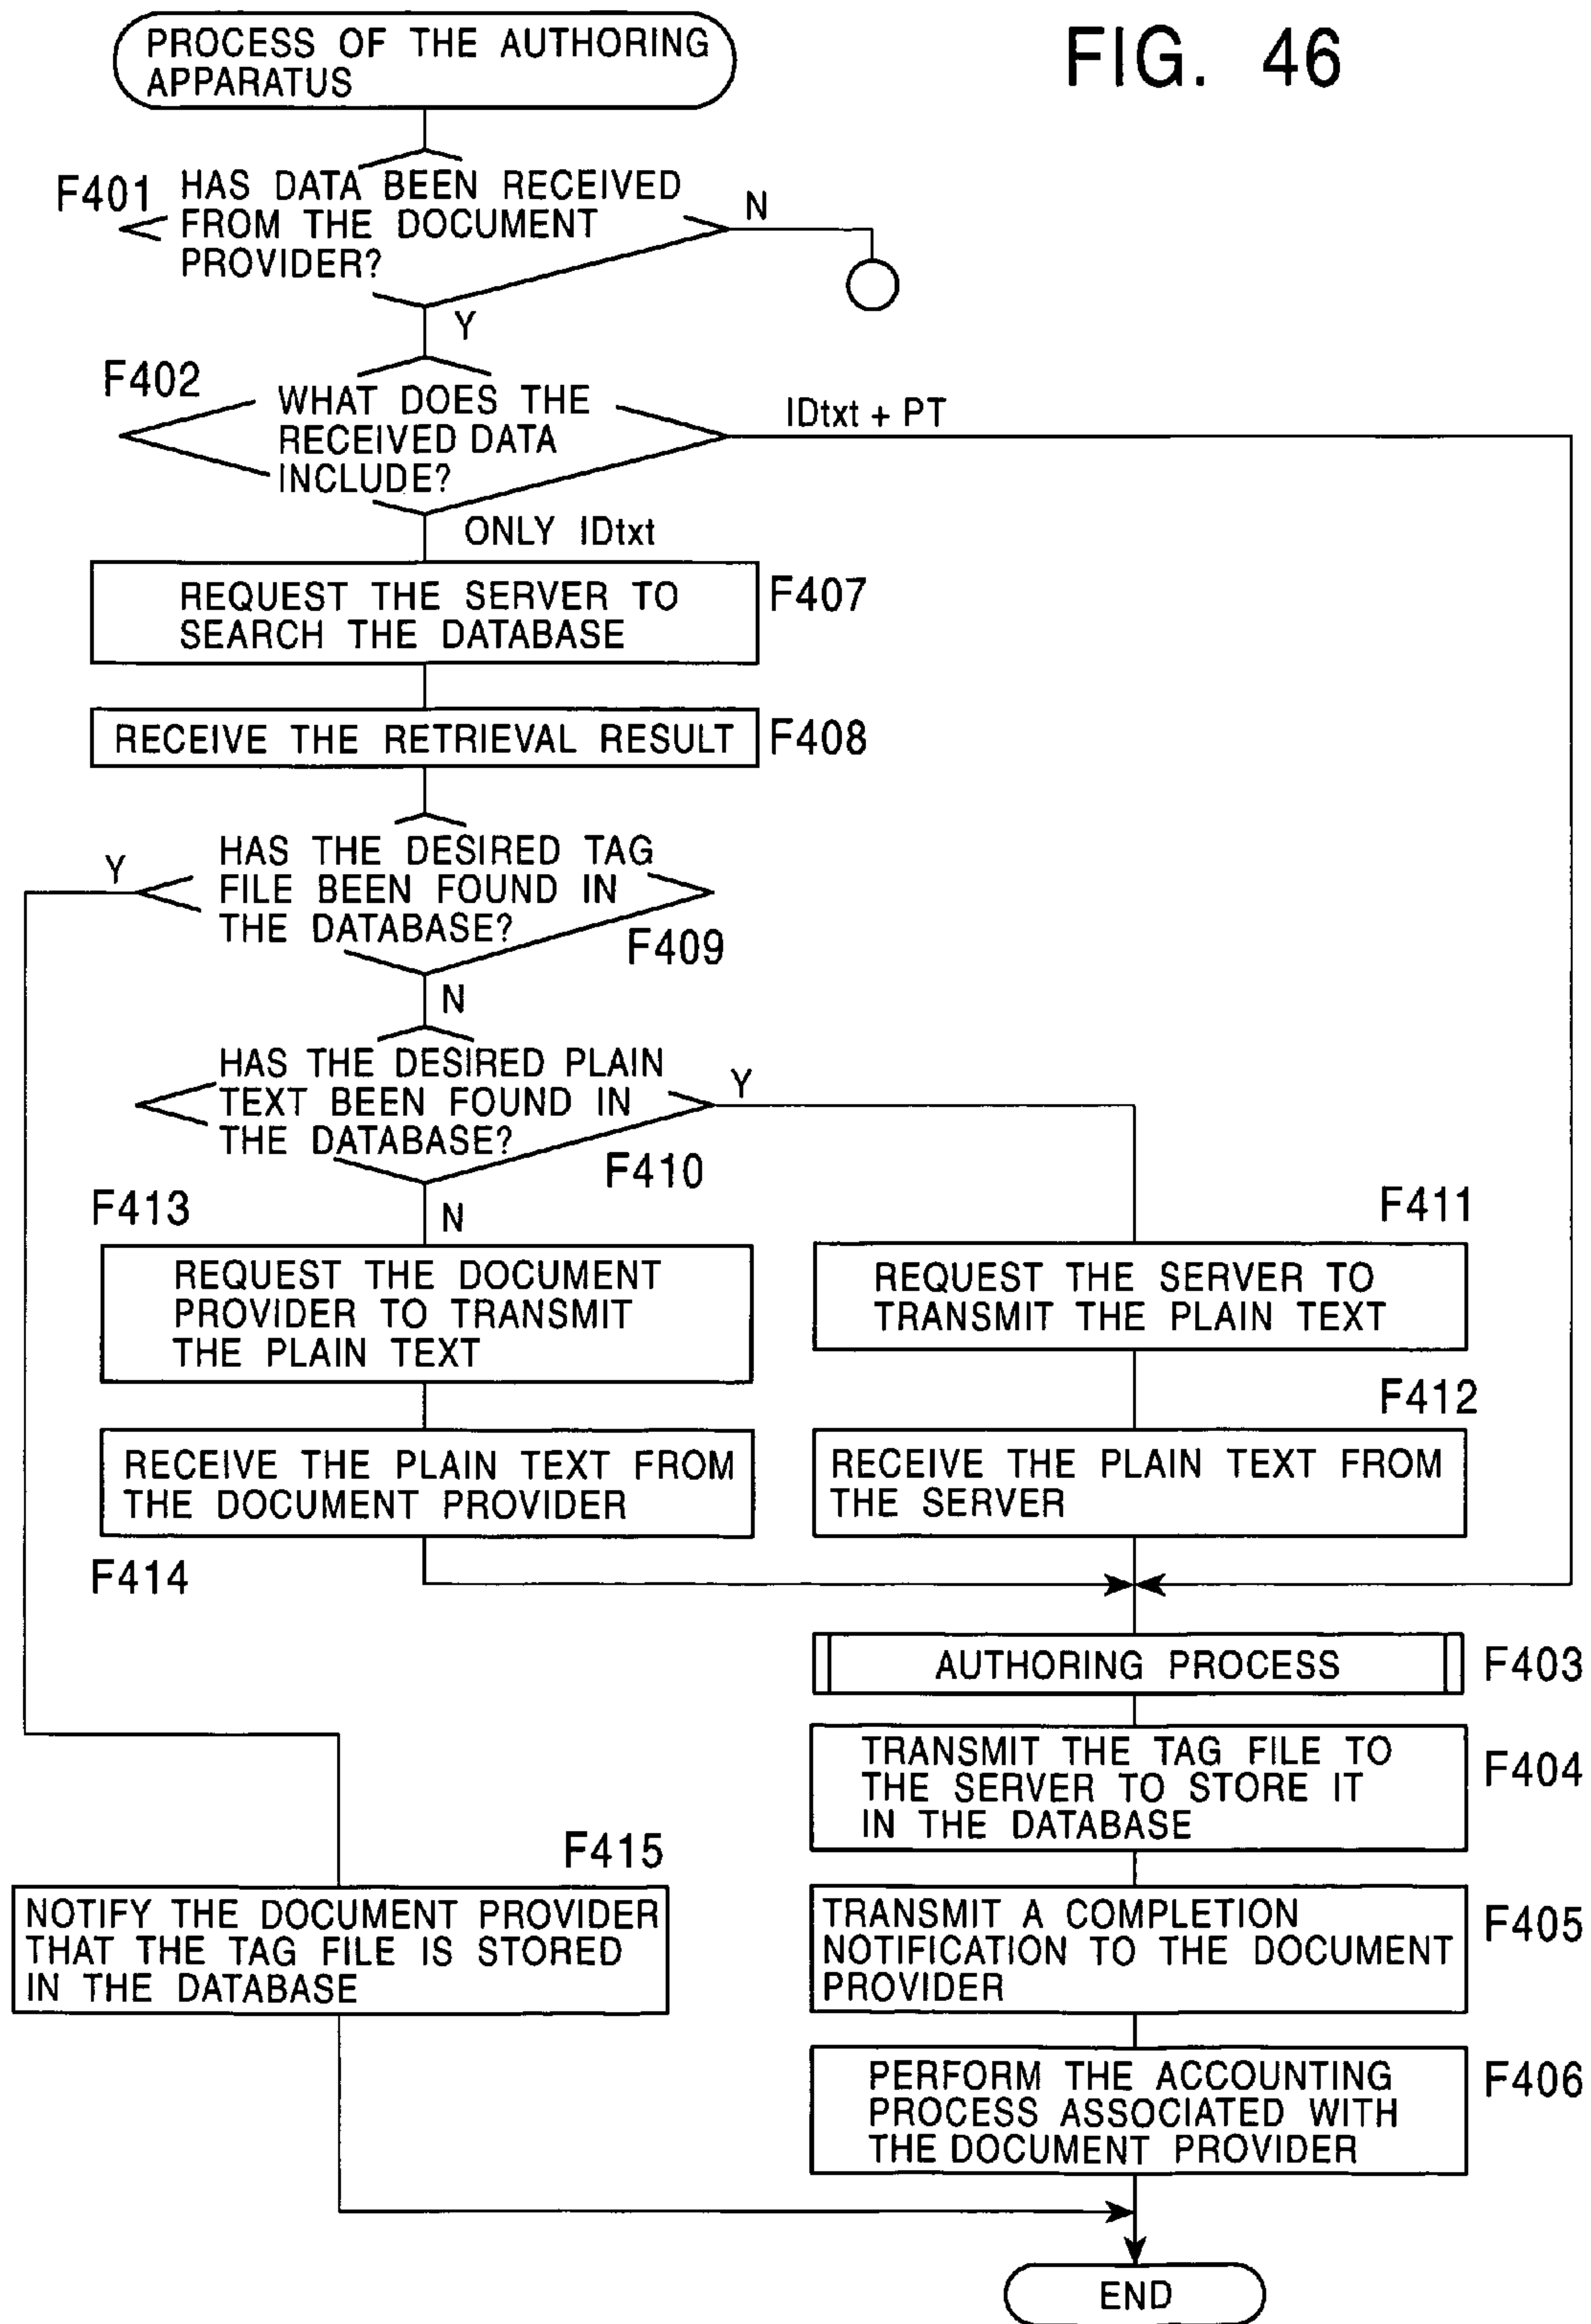 PROCESS OF THE AUTHORING
APPARATUS
FIG. 46
F401
HAS DATA BEEN RECEIVED
FROM THE DOCUMENT
PROVIDER?
N
Y
F402
WHAT DOES THE
RECEIVED DATA
INCLUDE?
IDtxt + PT
ONLY IDtxt
REQUEST THE SERVER TO
SEARCH THE DATABASE
F407
RECEIVE THE RETRIEVAL RESULT
F408
Y
HAS THE DESIRED TAG
FILE BEEN FOUND IN
THE DATABASE?
F409
N
HAS THE DESIRED PLAIN
TEXT BEEN FOUND IN
THE DATABASE?
Y
F410
N
F413
REQUEST THE DOCUMENT
PROVIDER TO TRANSMIT
THE PLAIN TEXT
F411
REQUEST THE SERVER TO
TRANSMIT THE PLAIN TEXT
RECEIVE THE PLAIN TEXT FROM
THE DOCUMENT PROVIDER
F414
F412
RECEIVE THE PLAIN TEXT FROM
THE SERVER
AUTHORING PROCESS
F403
TRANSMIT THE TAG FILE TO
THE SERVER TO STORE IT
IN THE DATABASE
F404
F415
NOTIFY THE DOCUMENT PROVIDER
THAT THE TAG FILE IS STORED
IN THE DATABASE
TRANSMIT A COMPLETION
NOTIFICATION TO THE DOCUMENT
PROVIDER
F405
PERFORM THE ACCOUNTING
PROCESS ASSOCIATED WITH
THE DOCUMENT PROVIDER
F406
END